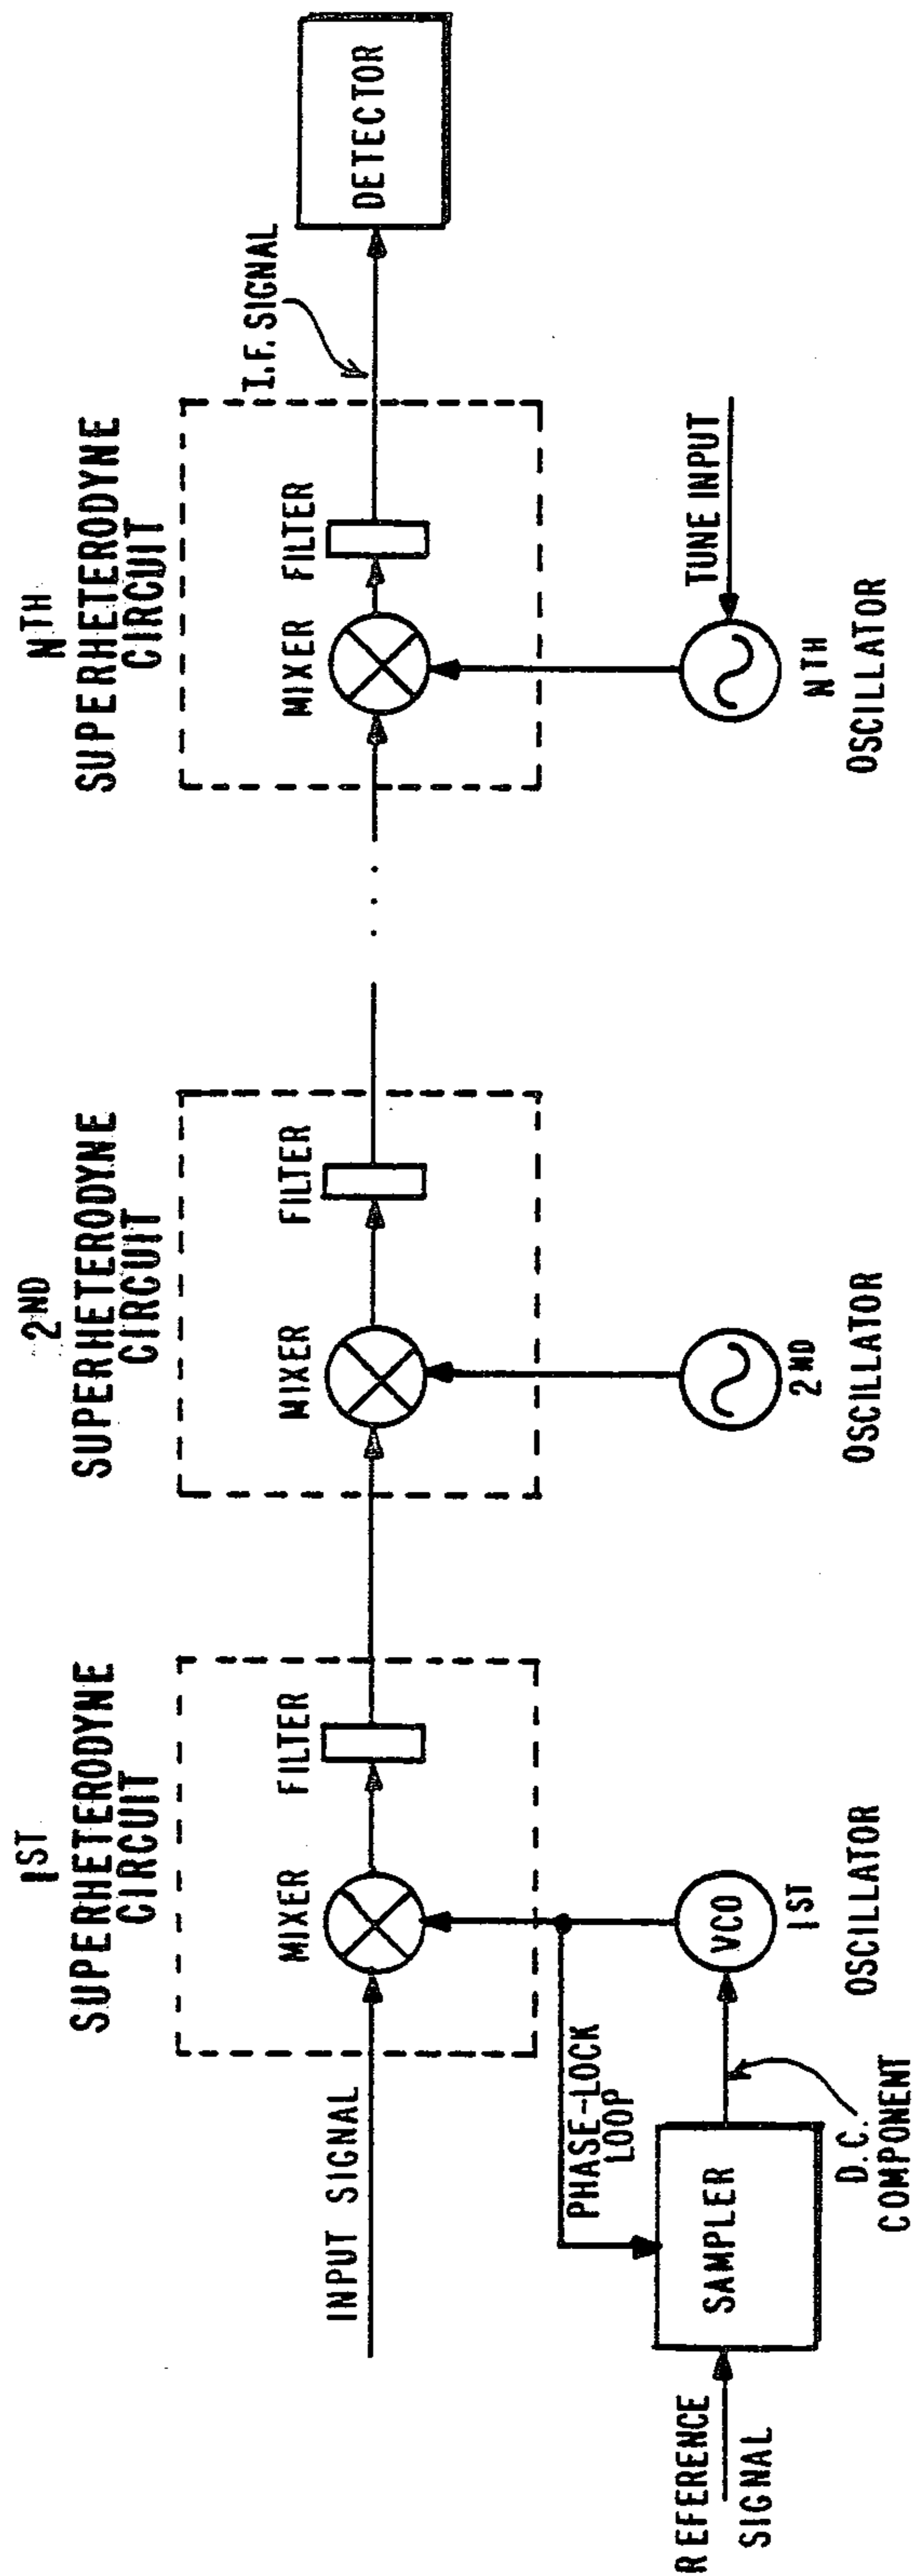 1ST
SUPERHETERODYNE
CIRCUIT
2ND
SUPERHETERODYNE
CIRCUIT
NTH
SUPERHETERODYNE
CIRCUIT
INPUT SIGNAL
MIXER
FILTER
MIXER
FILTER
MIXER
FILTER
I.F. SIGNAL
DETECTOR
PHASE-LOCK
LOOP
REFERENCE
SIGNAL
SAMPLER
D.C.
COMPONENT
VCO
1ST
OSCILLATOR
2ND
OSCILLATOR
TUNE INPUT
NTH
OSCILLATOR